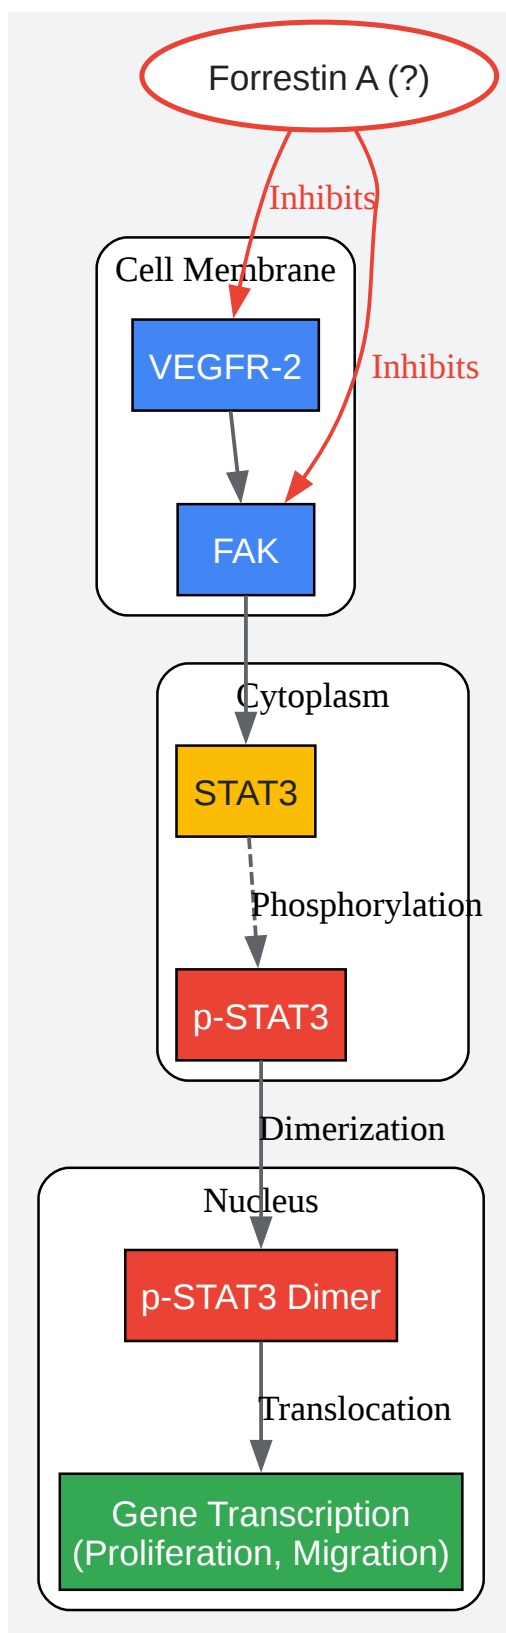 Forrestin A (?)
Inhibits
Cell Membrane
VEGFR-2
Inhibits
FAK
Cytoplasm
STAT3
Phosphorylation
p-STAT3
Dimerization
Nucleus
p-STAT3 Dimer
Translocation
Gene Transcription
(Proliferation, Migration)